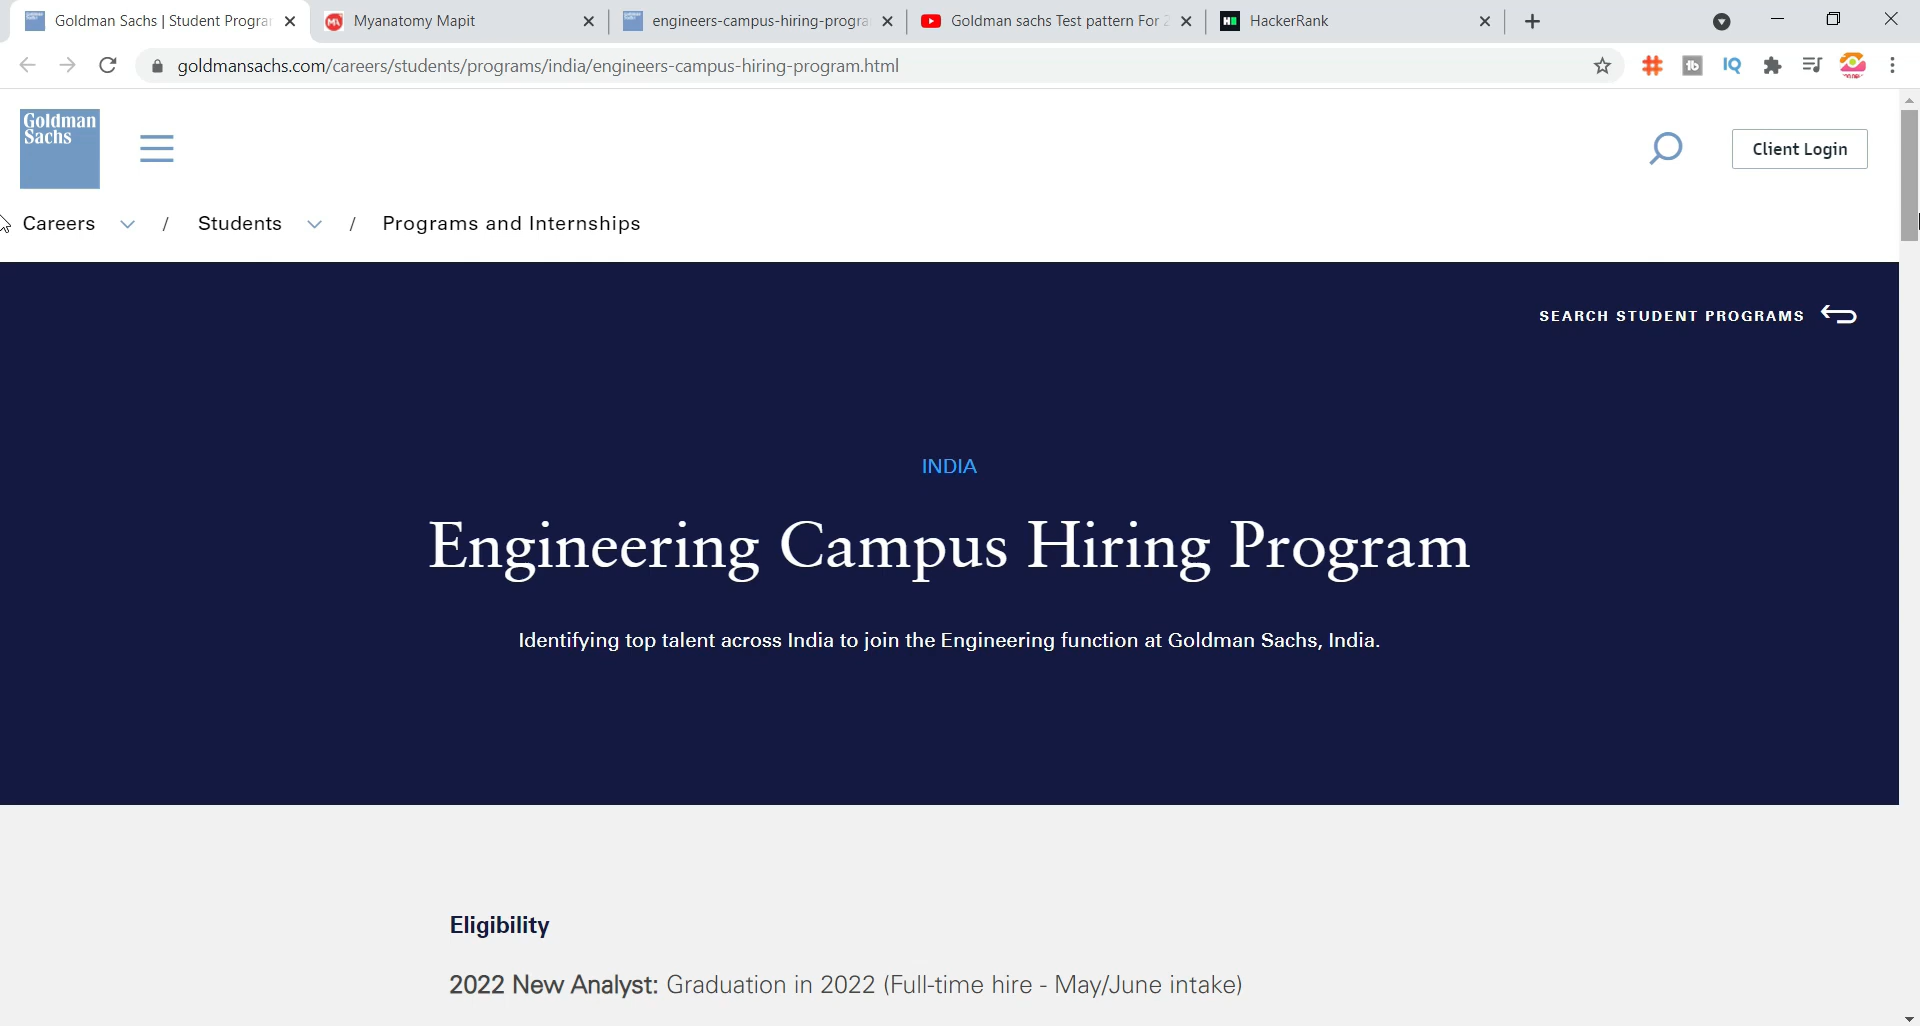 Goldman Sachs | Student Progra
Myanatomy Mapit
engineers-campus-hiring-progra
Goldman sachs Test pattern For 2
HackerRank
goldmansachs.com/careers/students/programs/india/engineers-campus-hiring-program.html
Goldman
Sachs
Client Login
Careers / Students / Programs and Internships
SEARCH STUDENT PROGRAMS
INDIA
Engineering Campus Hiring Program
Identifying top talent across India to join the Engineering function at Goldman Sachs, India.
Eligibility
2022 New Analyst: Graduation in 2022 (Full-time hire - May/June intake)